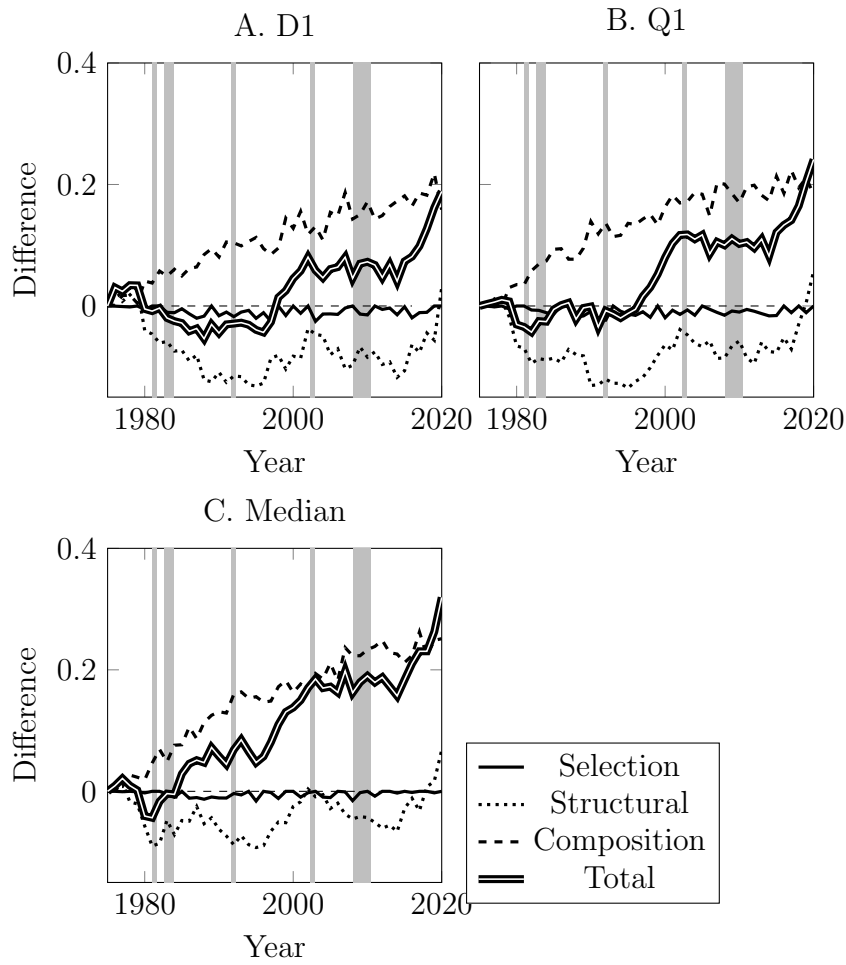 A. D1
B. Q1
0.4
0.2
0
Difference
1980
2000
2020
1980
2000
2020
Year
Year
C. Median
0.4
0.2
0
Difference
1980
2000
2020
Year
Selection
Structural
Composition
Total